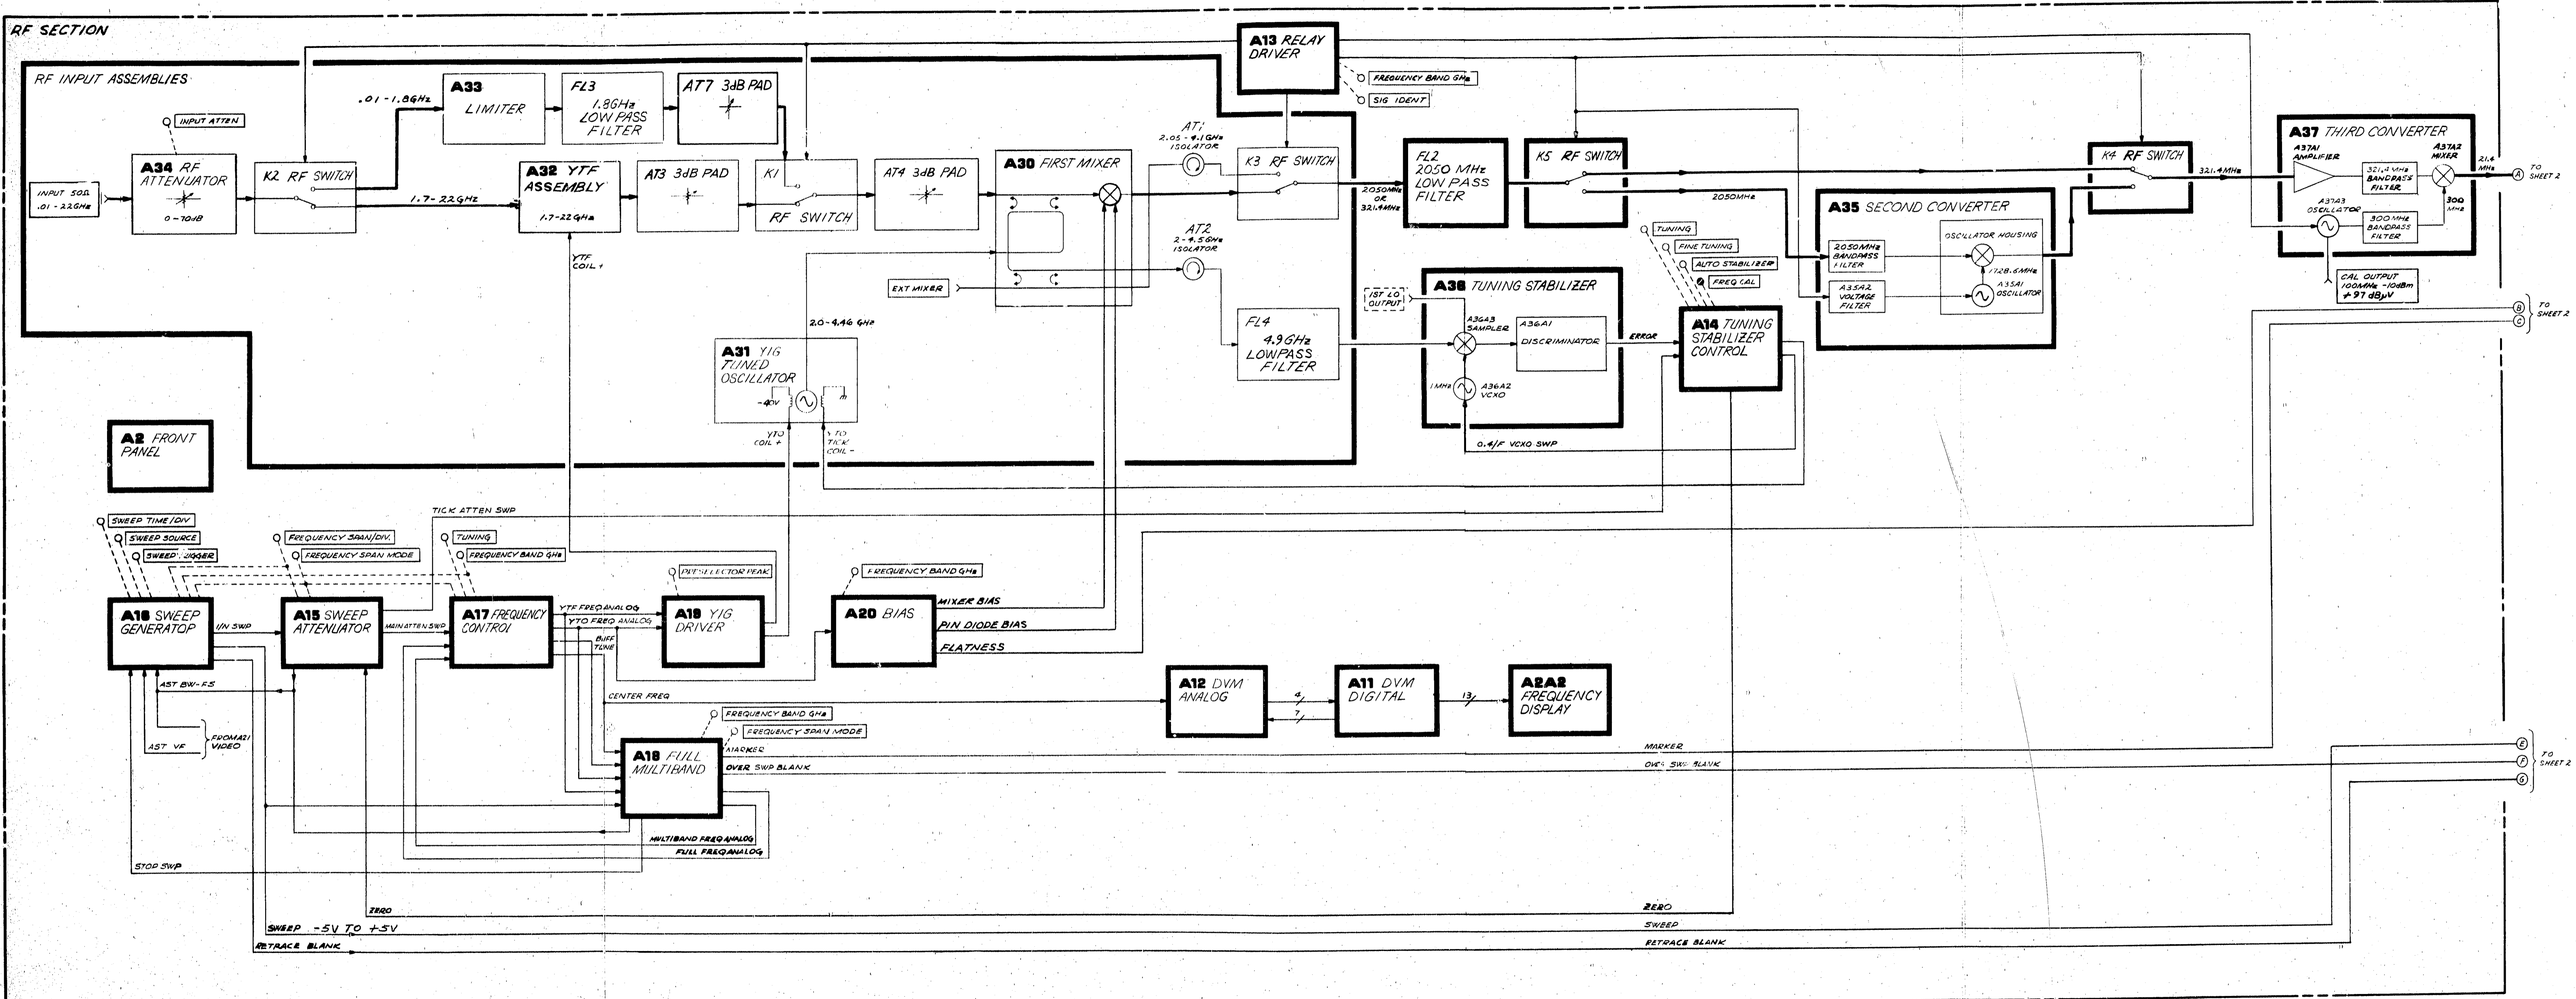 RF SECTION
RF INPUT ASSEMBLIES
INPUT 50Ω
.01-22GHz
INPUT ATTEN
A34 RF
ATTENUATOR
0-70dB
K2 RF SWITCH
.01-1.8GHz
1.7-22GHz
A33
LIMITER
FL3
1.8GHz
LOW PASS
FILTER
AT7 3dB PAD
A32 YTF
ASSEMBLY
1.7-22GHz
YTF
COIL +
AT3 3dB PAD
K1
RF SWITCH
AT4 3dB PAD
A30 FIRST MIXER
EXT MIXER
AT1
2.05-4.1GHz
ISOLATOR
AT2
2-4.5GHz
ISOLATOR
2.0-4.46 GHz
A31 YIG
TUNED
OSCILLATOR
-40V
YTO
COIL +
YTO
TICK
COIL -
K3 RF SWITCH
FL4
4.9GHz
LOWPASS
FILTER
A13 RELAY
DRIVER
FREQUENCY BAND GHz
SIG IDENT
2050MHz
OR
321.4MHz
FL2
2050 MHz
LOW PASS
FILTER
K5 RF SWITCH
2050MHz
K4 RF SWITCH
321.4MHz
A35 SECOND CONVERTER
2050MHz
BANDPASS
FILTER
A35A2
VOLTAGE
FILTER
OSCILLATOR HOUSING
1728.6MHz
A35A1
OSCILLATOR
A37 THIRD CONVERTER
A37A1
AMPLIFIER
321.4 MHz
BANDPASS
FILTER
A37A2
MIXER
A37A3
OSCILLATOR
300 MHz
BANDPASS
FILTER
300
MHz
21.4
MHz
CAL OUTPUT
100MHz -10dBm
+97 dBμV
A
TO
SHEET 2
B
C
TO
SHEET 2
1ST LO
OUTPUT
A36 TUNING STABILIZER
A36A3
SAMPLER
A36A1
DISCRIMINATOR
1MHz
A36A2
VCXO
ERROR
0.4/F VCXO SWP
TUNING
FINE TUNING
AUTO STABILIZER
FREQ CAL
A14 TUNING
STABILIZER
CONTROL
A2 FRONT
PANEL
SWEEP TIME/DIV
SWEEP SOURCE
SWEEP
A16 SWEEP
GENERATOR
1/N SWP
FREQUENCY SPAN/DIV.
FREQUENCY SPAN MODE
A15 SWEEP
ATTENUATOR
TICK ATTEN SWP
MAIN ATTEN SWP
TUNING
FREQUENCY BAND GHz
A17 FREQUENCY
CONTROL
YTF FREQ ANALOG
YTO FREQ ANALOG
BUFF
TUNE
PRESELECTOR PEAK
A19 YIG
DRIVER
FREQUENCY BAND GHz
A20 BIAS
MIXER BIAS
PIN DIODE BIAS
FLATNESS
AST BW-FS
AST VF
FROM A21
VIDEO
CENTER FREQ
A12 DVM
ANALOG
4
7
A11 DVM
DIGITAL
13
A2A2
FREQUENCY
DISPLAY
FREQUENCY BAND GHz
FREQUENCY SPAN MODE
A18 FULL
MULTIBAND
MARKER
OVER SWP BLANK
MARKER
OVER SWP BLANK
MULTIBAND FREQ ANALOG
FULL FREQ ANALOG
STOP SWP
ZERO
ZERO
SWEEP -5V TO +5V
SWEEP
RETRACE BLANK
RETRACE BLANK
E
F
G
TO
SHEET 2